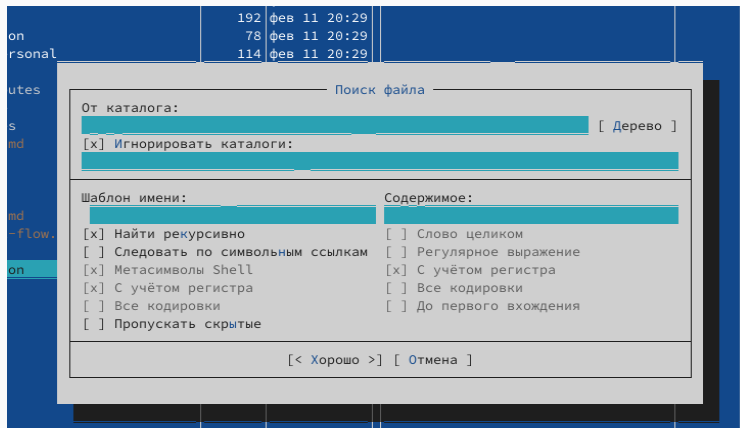 192 фев 11 20:29
on 78 фев 11 20:29
rsonal 114 фев 11 20:29
utes
Поиск файла
От каталога:
[ Дерево ]
s
[x] Игнорировать каталоги:
md
Шаблон имени: Содержимое:
md
[x] Найти рекурсивно [ ] Слово целиком
-flow.
[ ] Следовать по символьным ссылкам [ ] Регулярное выражение
on
[x] Метасимволы Shell [x] С учётом регистра
[x] С учётом регистра [ ] Все кодировки
[ ] Все кодировки [ ] До первого вхождения
[ ] Пропускать скрытые
[< Хорошо >] [ Отмена ]